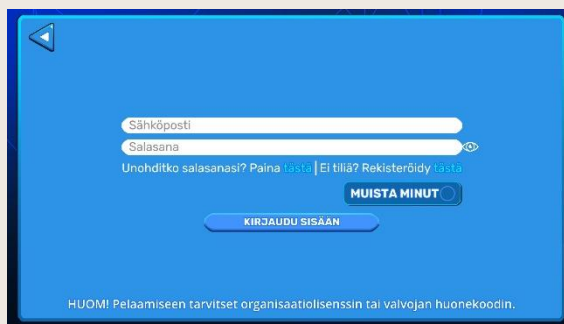 Sähköposti
Salasana
Unohditko salasanasi? Paina tästä | Ei tiliä? Rekisteröidy tästä
MUISTA MINUT
KIRJAUDU SISÄÄN
HUOM! Pelaamiseen tarvitset organisaatiolisenssin tai valvojan huonekoodin.